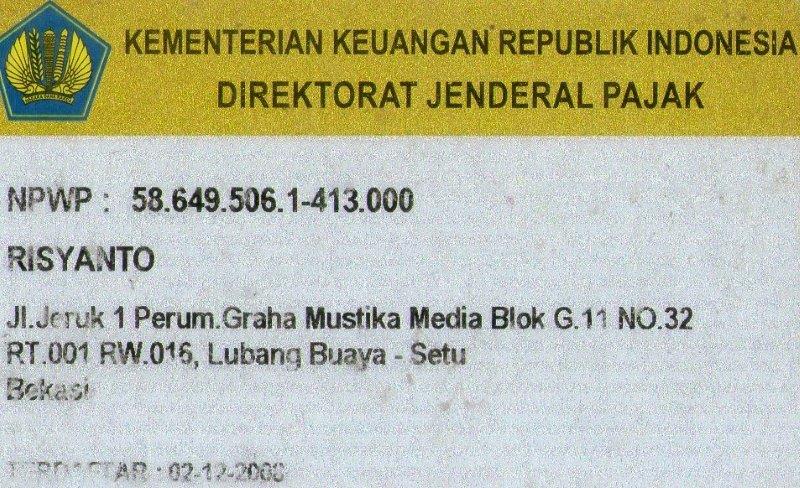 KEMENTERIAN KEUANGAN REPUBLIK INDONESIA
DIREKTORAT JENDERAL PAJAK
NPWP : 58.649.506.1-413.000
RISYANTO
Jl.Jeruk 1 Perum.Graha Mustika Media Blok G.11 NO.32
RT.001 RW.016, Lubang Buaya - Setu
Bekasi
TERDAFTAR : 02-12-2008